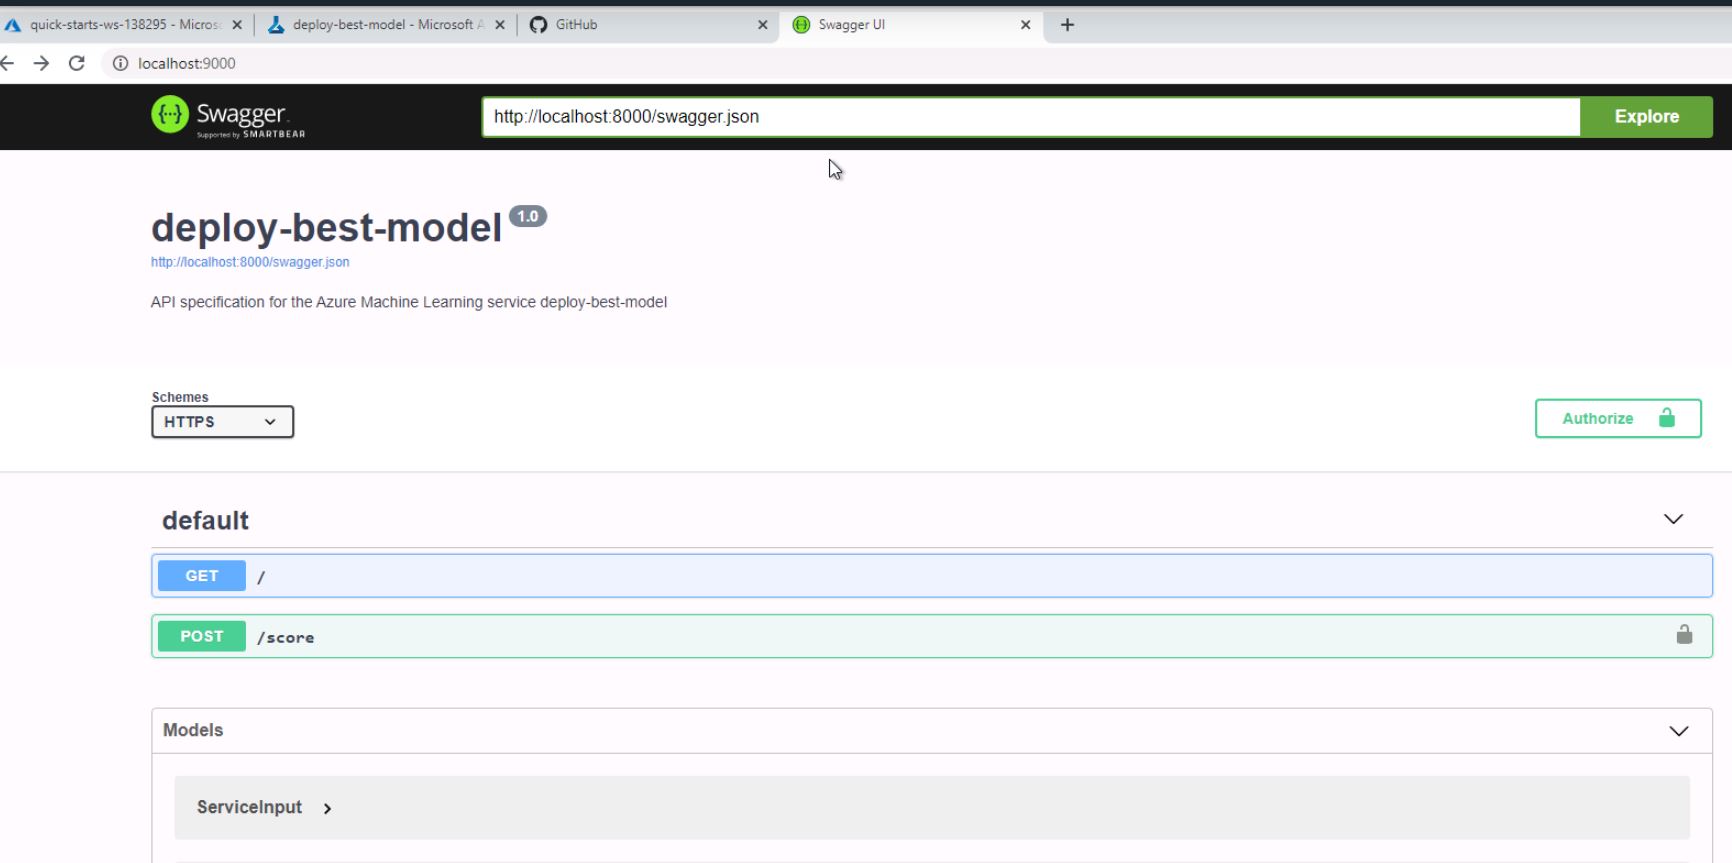 quick-starts-ws-138295 - Micros
deploy-best-model - Microsoft A
GitHub
Swagger UI
localhost:9000
{··} Swagger.
Supported by SMARTBEAR
http://localhost:8000/swagger.json
Explore
deploy-best-model 1.0
http://localhost:8000/swagger.json
API specification for the Azure Machine Learning service deploy-best-model
Schemes
HTTPS
Authorize
default
GET /
POST /score
Models
ServiceInput